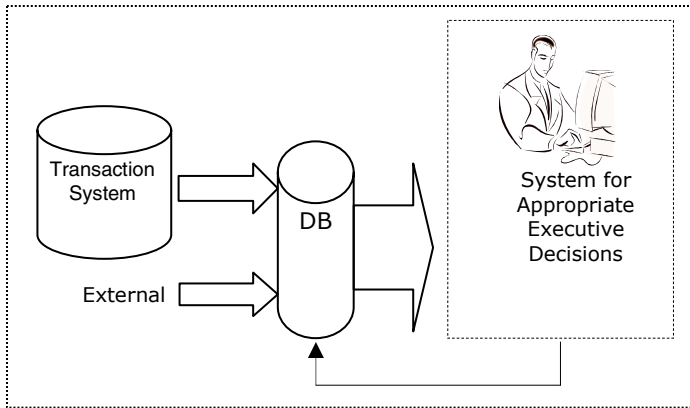 Transaction
System
External
DB
System for
Appropriate
Executive
Decisions